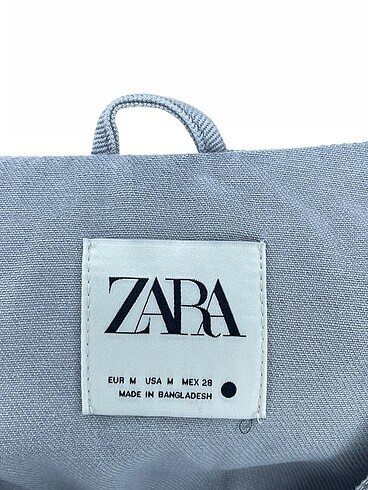 ZARA
EUR M USA M MEX 28
MADE IN BANGLADESH